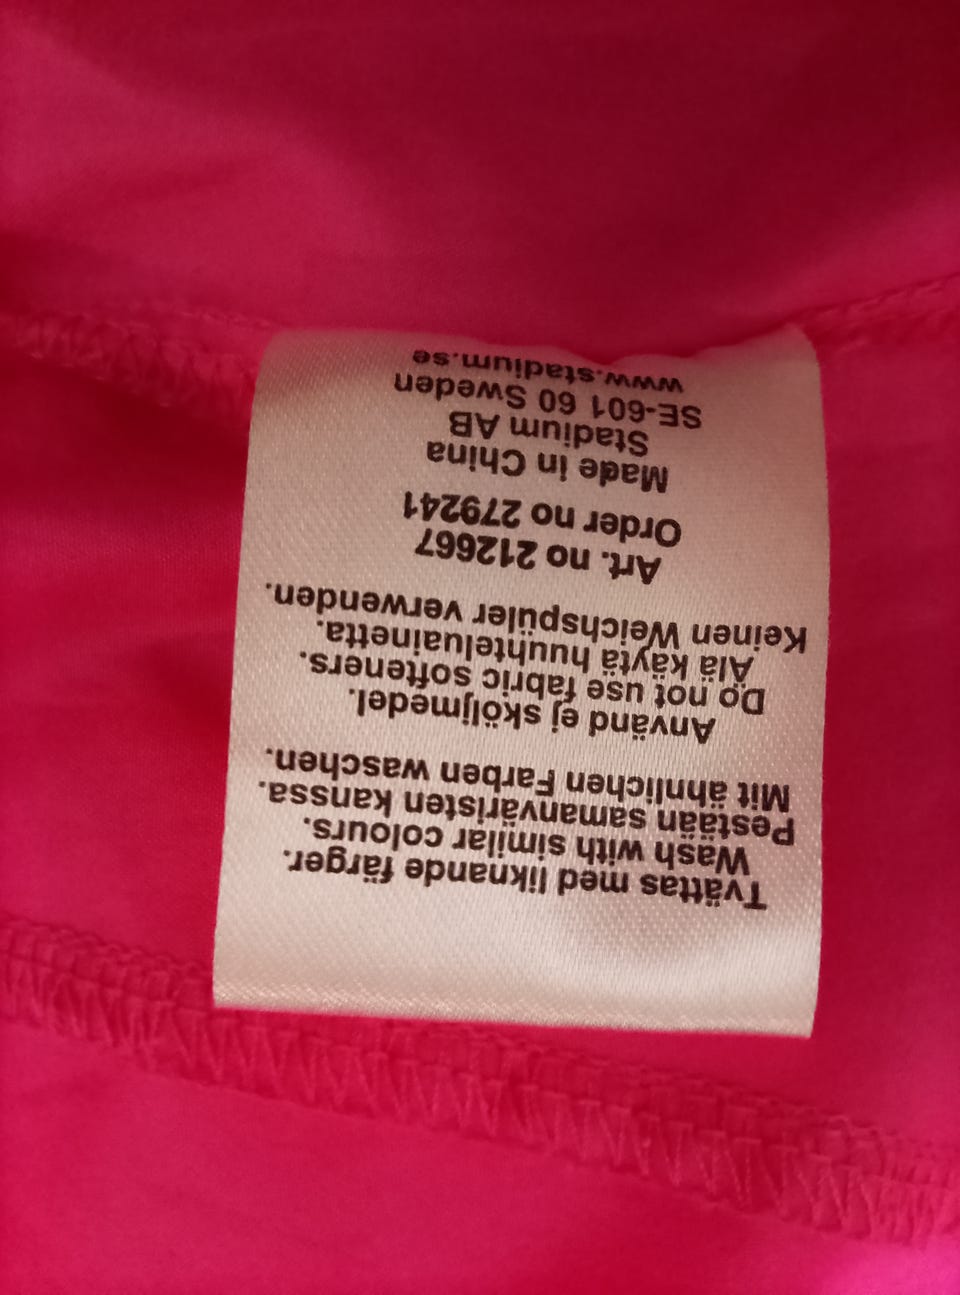 Tvättas med liknande färger.
Wash with similar colours.
Pestään samanväristen kanssa.
Mit ähnlichen Farben waschen.
Använd ej sköljmedel.
Do not use fabric softeners.
Älä käytä huuhteluainetta.
Keinen Weichspüler verwenden.
Art. no 212667
Order no 279241
Made in China
Stadium AB
SE-601 60 Sweden
www.stadium.se